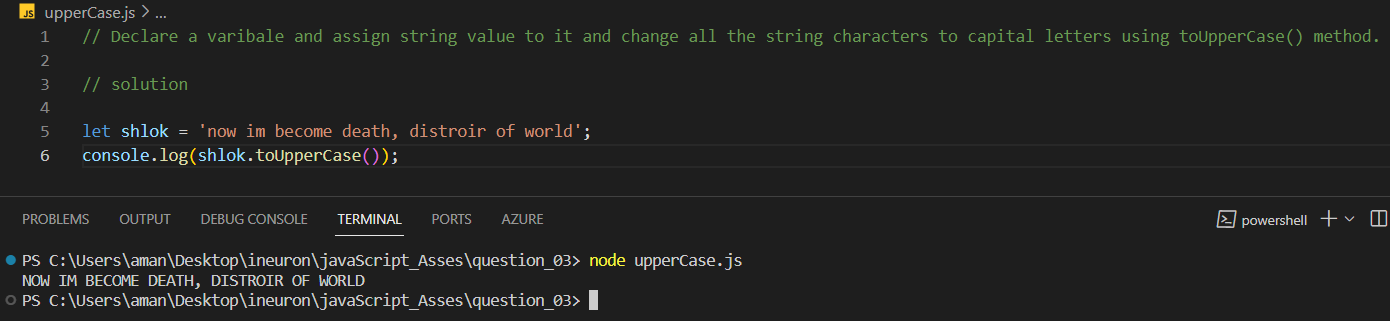 JS upperCase.js > ...
1 // Declare a varibale and assign string value to it and change all the string characters to capital letters using toUpperCase() method.
2
3 // solution
4
5 let shlok = 'now im become death, distroir of world';
6 console.log(shlok.toUpperCase());
PROBLEMS OUTPUT DEBUG CONSOLE TERMINAL PORTS AZURE powershell
PS C:\Users\aman\Desktop\ineuron\javaScript_Asses\question_03> node upperCase.js
NOW IM BECOME DEATH, DISTROIR OF WORLD
PS C:\Users\aman\Desktop\ineuron\javaScript_Asses\question_03>